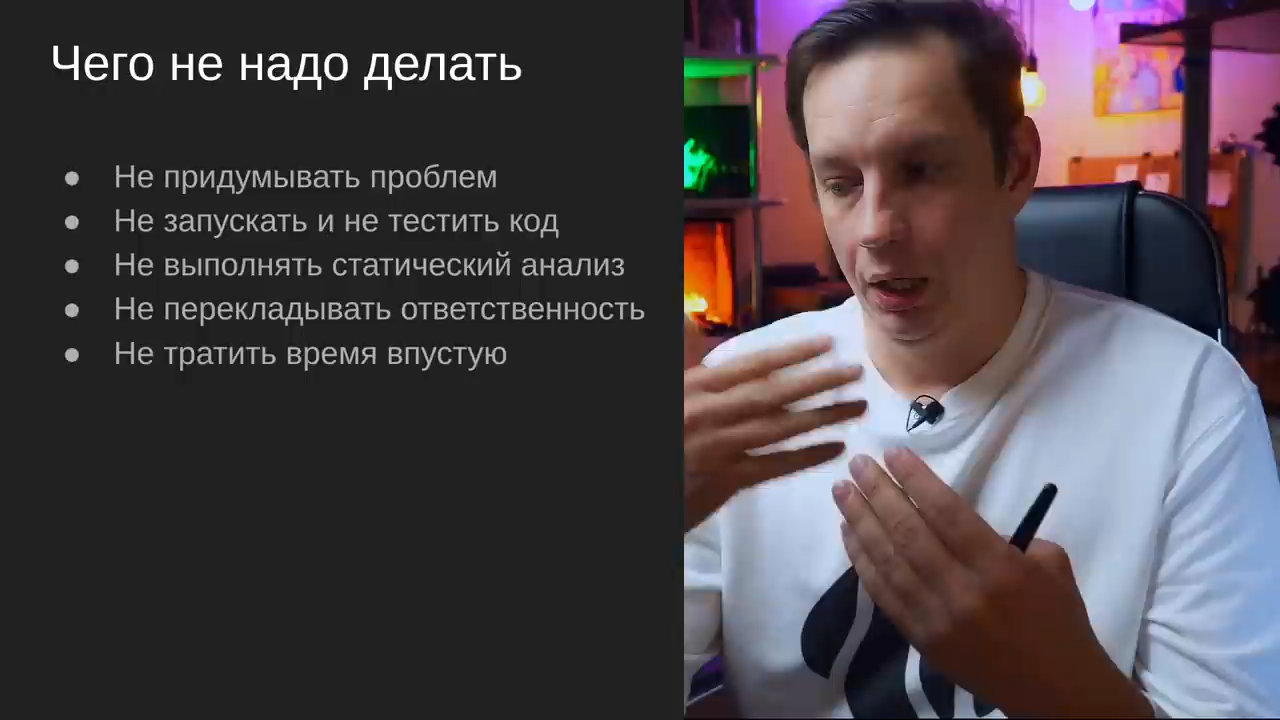 Чего не надо делать
● Не придумывать проблем
● Не запускать и не тестить код
● Не выполнять статический анализ
● Не перекладывать ответственность
● Не тратить время впустую